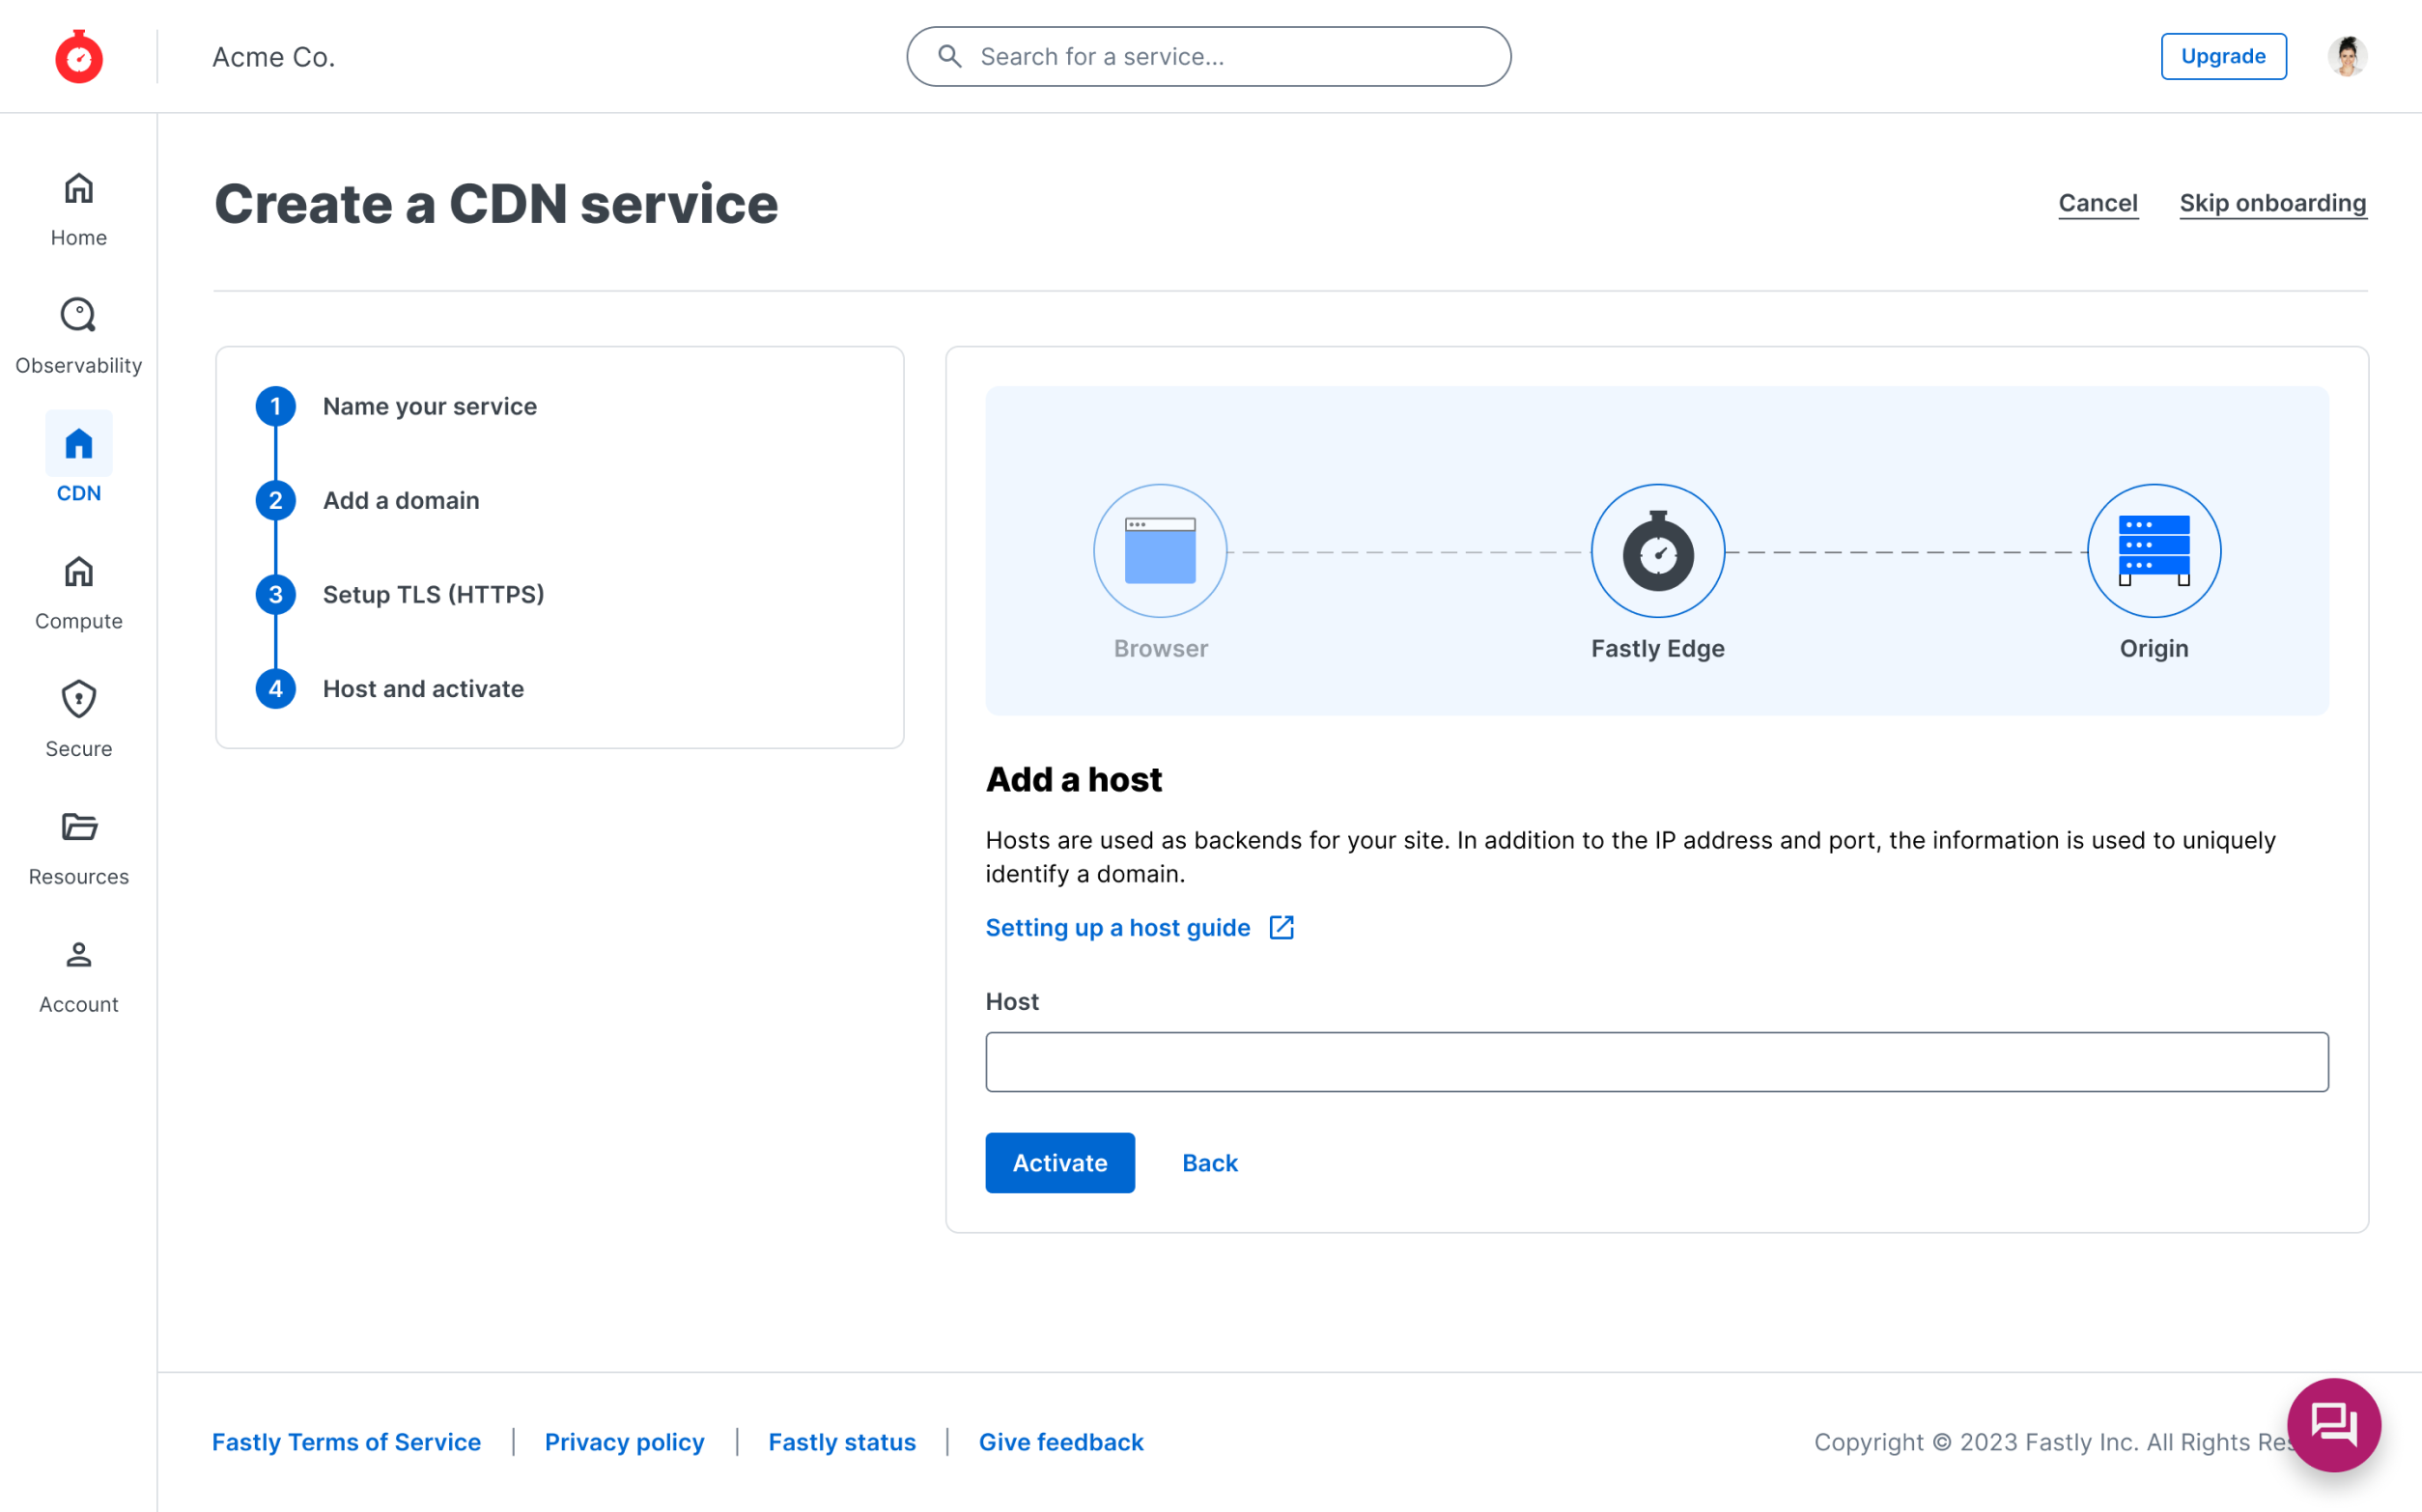 Acme Co.
Search for a service...
Upgrade
Home
Observability
CDN
Compute
Secure
Resources
Account
Create a CDN service
Cancel
Skip onboarding
1 Name your service
2 Add a domain
3 Setup TLS (HTTPS)
4 Host and activate
Browser
Fastly Edge
Origin
Add a host
Hosts are used as backends for your site. In addition to the IP address and port, the information is used to uniquely
identify a domain.
Setting up a host guide
Host
Activate
Back
Fastly Terms of Service | Privacy policy | Fastly status | Give feedback
Copyright © 2023 Fastly Inc. All Rights